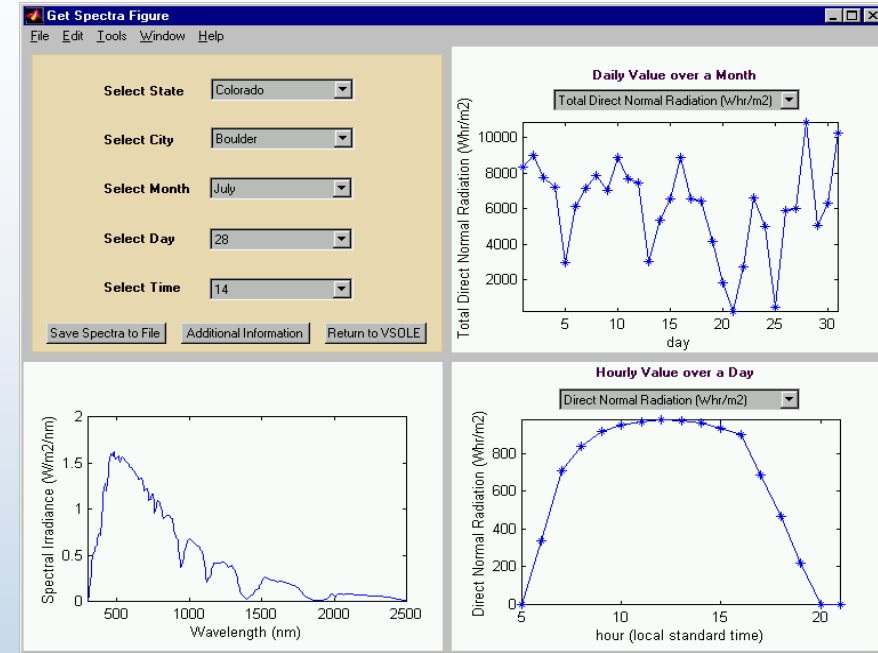 Get Spectra Figure
File Edit Tools Window Help
Select State Colorado
Select City Boulder
Select Month July
Select Day 28
Select Time 14
Save Spectra to File Additional Information Return to VSOLE
Daily Value over a Month
Total Direct Normal Radiation (Whr/m2)
Total Direct Normal Radiation (Whr/m2)
10000
8000
6000
4000
2000
5 10 15 20 25 30
day
Spectral Irradiance (W/m2/nm)
2
1.5
1
0.5
0
500 1000 1500 2000 2500
Wavelength (nm)
Hourly Value over a Day
Direct Normal Radiation (Whr/m2)
Direct Normal Radiation (Whr/m2)
800
600
400
200
0
5 10 15 20
hour (local standard time)